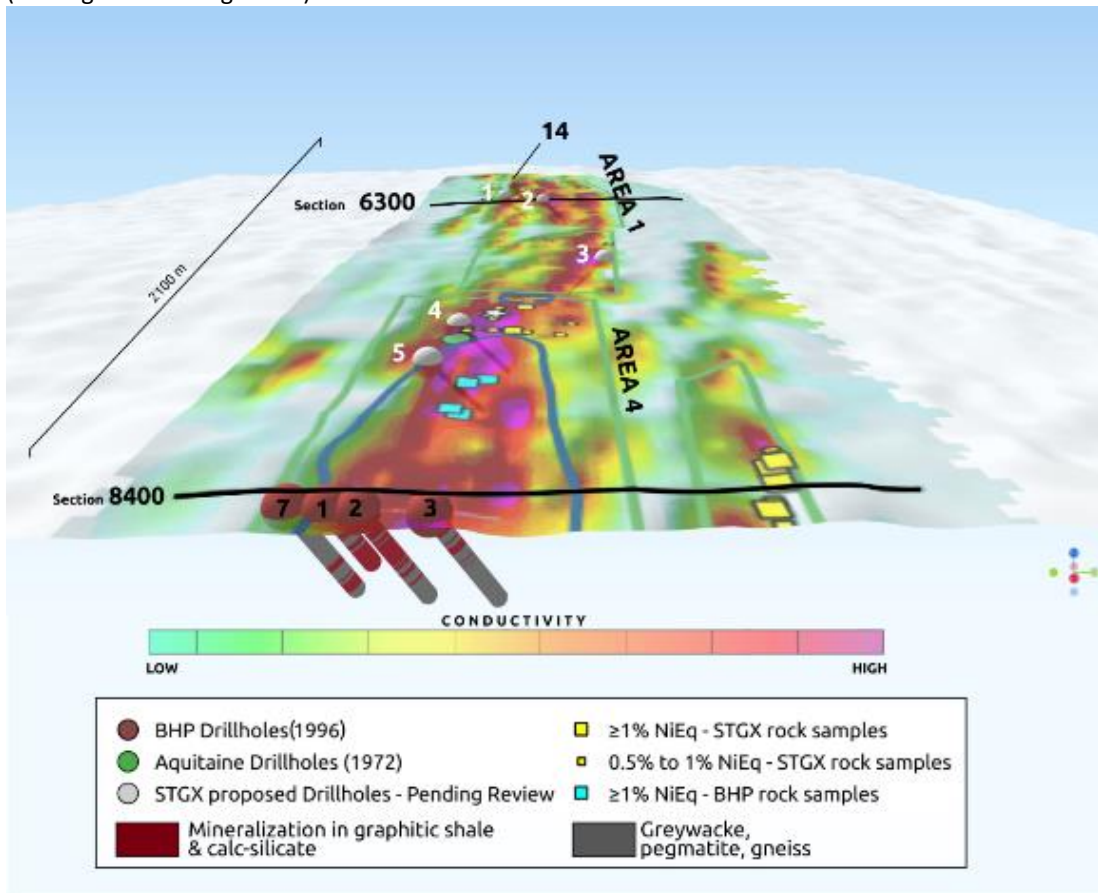 14
AREA 1
1
2
Section 6300
3
2100 m
4
5
AREA 4
Section 8400
7 1 2 3
CONDUCTIVITY
LOW HIGH
BHP Drillholes(1996)
Aquitaine Drillholes (1972)
STGX proposed Drillholes - Pending Review
Mineralization in graphitic shale
& calc-silicate
≥1% NiEq - STGX rock samples
0.5% to 1% NiEq - STGX rock samples
≥1% NiEq - BHP rock samples
Greywacke,
pegmatite, gneiss